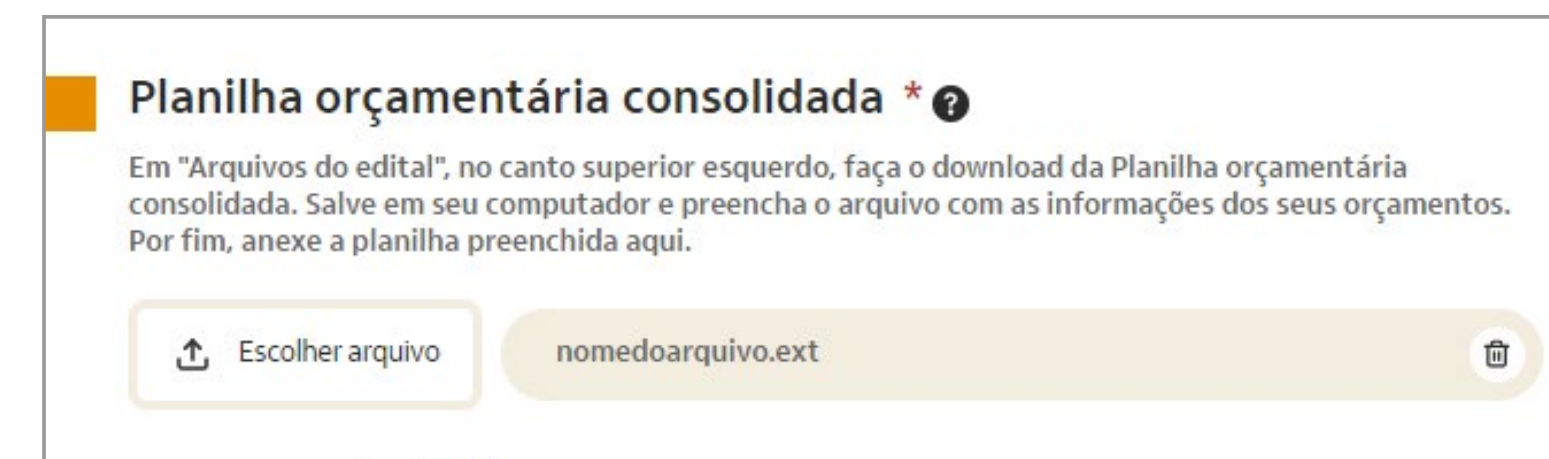 Planilha orçamentária consolidada *?
Em "Arquivos do edital", no canto superior esquerdo, faça o download da Planilha orçamentária
consolidada. Salve em seu computador e preencha o arquivo com as informações dos seus orçamentos.
Por fim, anexe a planilha preenchida aqui.
Escolher arquivo nomedoarquivo.ext